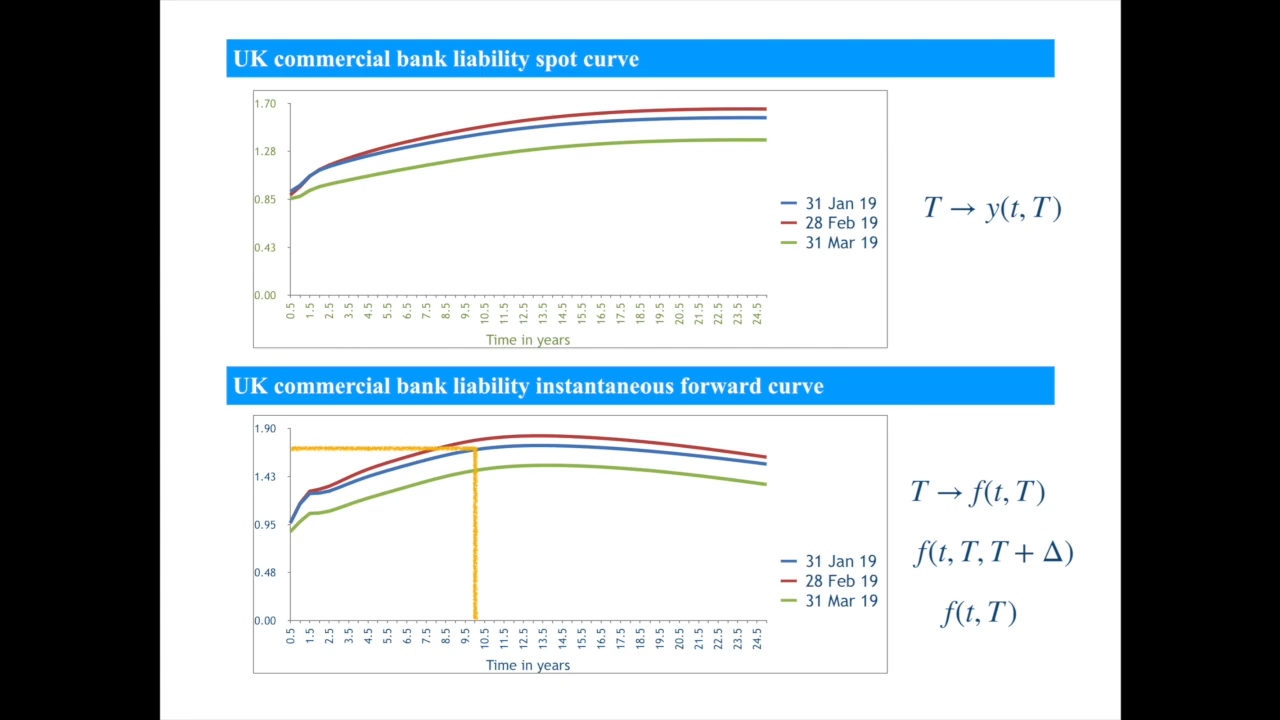 UK commercial bank liability spot curve
1.70
1.28
0.85
0.43
0.00
0.5 1.5 2.5 3.5 4.5 5.5 6.5 7.5 8.5 9.5 10.5 11.5 12.5 13.5 14.5 15.5 16.5 17.5 18.5 19.5 20.5 21.5 22.5 23.5 24.5
Time in years
31 Jan 19
28 Feb 19
31 Mar 19
T → y(t, T)
UK commercial bank liability instantaneous forward curve
1.90
1.43
0.95
0.48
0.00
0.5 1.5 2.5 3.5 4.5 5.5 6.5 7.5 8.5 9.5 10.5 11.5 12.5 13.5 14.5 15.5 16.5 17.5 18.5 19.5 20.5 21.5 22.5 23.5 24.5
Time in years
31 Jan 19
28 Feb 19
31 Mar 19
T → f(t, T)
f(t, T, T + Δ)
f(t, T)